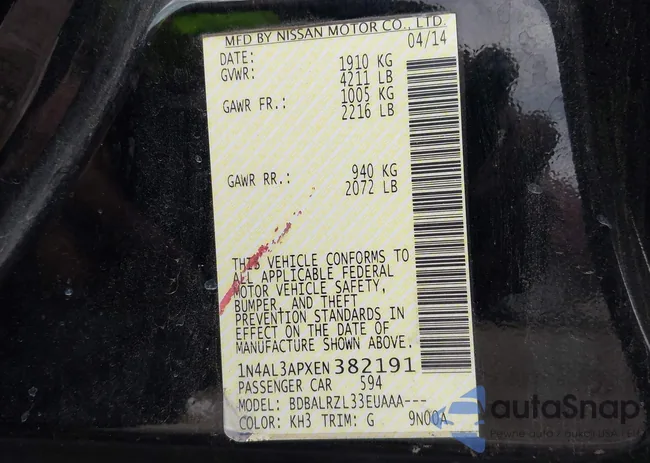 MFD BY NISSAN MOTOR CO., LTD.
DATE: 04/14
GVWR: 1910 KG
4211 LB
GAWR FR.: 1005 KG
2216 LB
GAWR RR.: 940 KG
2072 LB
THIS VEHICLE CONFORMS TO
ALL APPLICABLE FEDERAL
MOTOR VEHICLE SAFETY,
BUMPER, AND THEFT
PREVENTION STANDARDS IN
EFFECT ON THE DATE OF
MANUFACTURE SHOWN ABOVE.
1N4AL3APXEN382191
PASSENGER CAR 594
MODEL: BDBALRZL33EUAAA---
COLOR: KH3 TRIM: G 9N00A
autaSnap